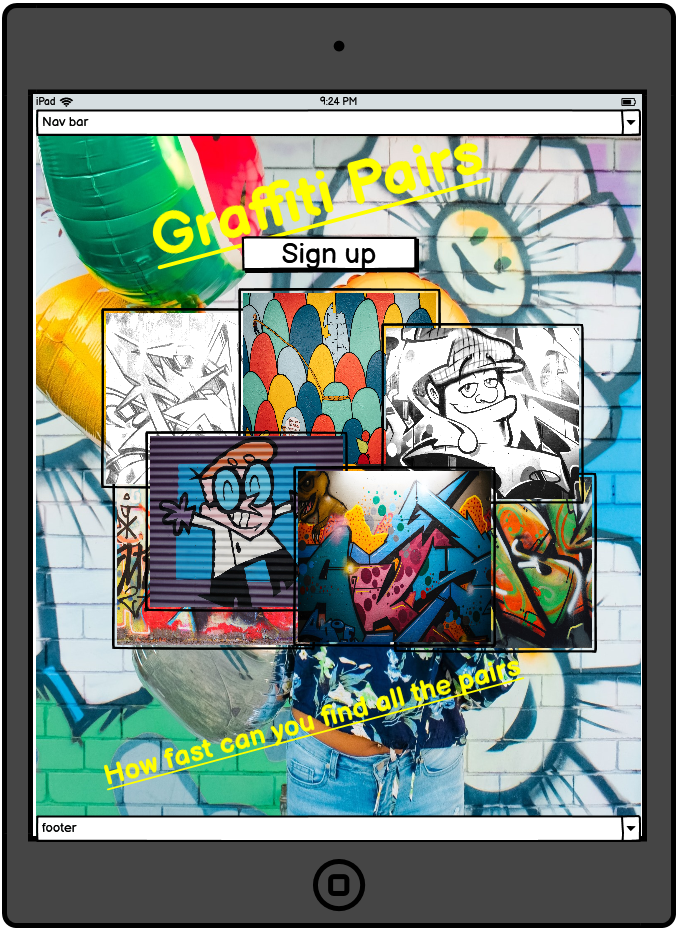 iPad 9:24 PM
Nav bar
Graffiti Pairs
Sign up
How fast can you find all the pairs
footer